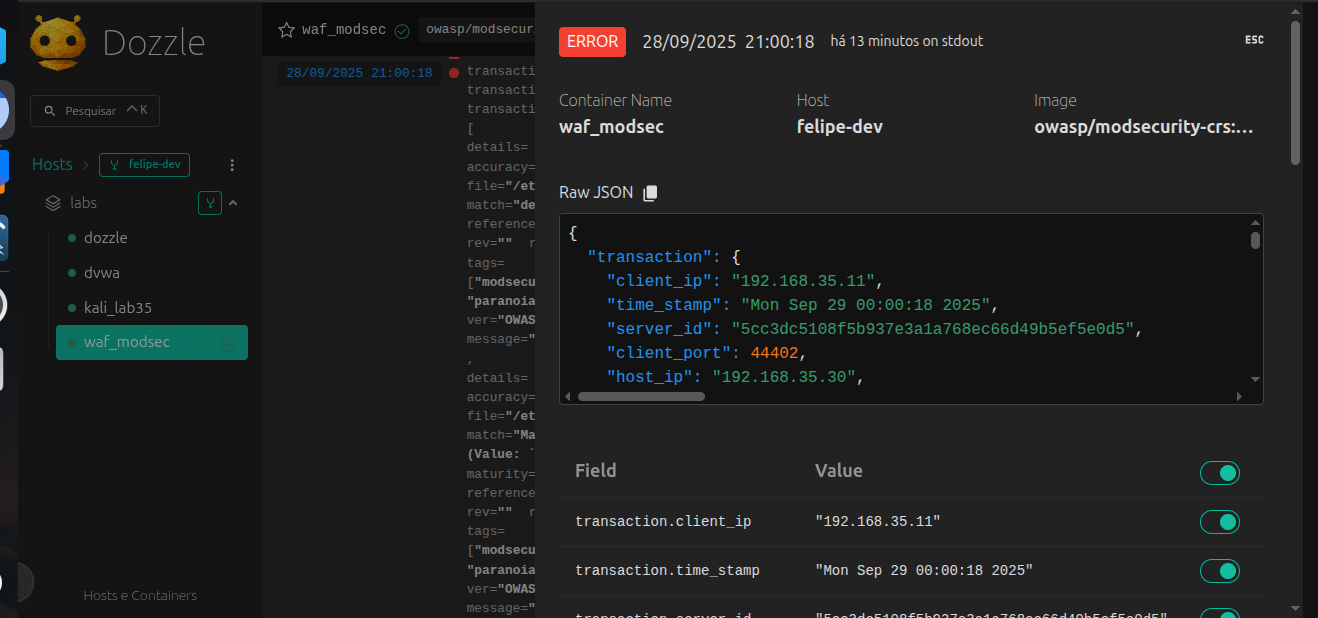 Dozzle
Pesquisar ^ K
Hosts > felipe-dev
labs
dozzle
dvwa
kali_lab35
waf_modsec
Hosts e Containers
waf_modsec owasp/modsecur
28/09/2025 21:00:18
transacti
transacti
transacti
[
details=
accuracy=
file="/et
match="de
reference
rev="" r
tags=
["modsecu
"paranoia
ver="OWAS
message="
,
details=
accuracy=
file="/et
match="Ma
(Value: `
maturity=
reference
rev="" r
tags=
["modsecu
"paranoia
ver="OWAS
message="
ERROR 28/09/2025 21:00:18 há 13 minutos on stdout ESC
Container Name Host Image
waf_modsec felipe-dev owasp/modsecurity-crs:...
Raw JSON
{
"transaction": {
"client_ip": "192.168.35.11",
"time_stamp": "Mon Sep 29 00:00:18 2025",
"server_id": "5cc3dc5108f5b937e3a1a768ec66d49b5ef5e0d5",
"client_port": 44402,
"host_ip": "192.168.35.30",
Field Value
transaction.client_ip "192.168.35.11"
transaction.time_stamp "Mon Sep 29 00:00:18 2025"
transaction.server_id "5cc3dc5108f5b937e3a1a768ec66d49b5ef5e0d5"